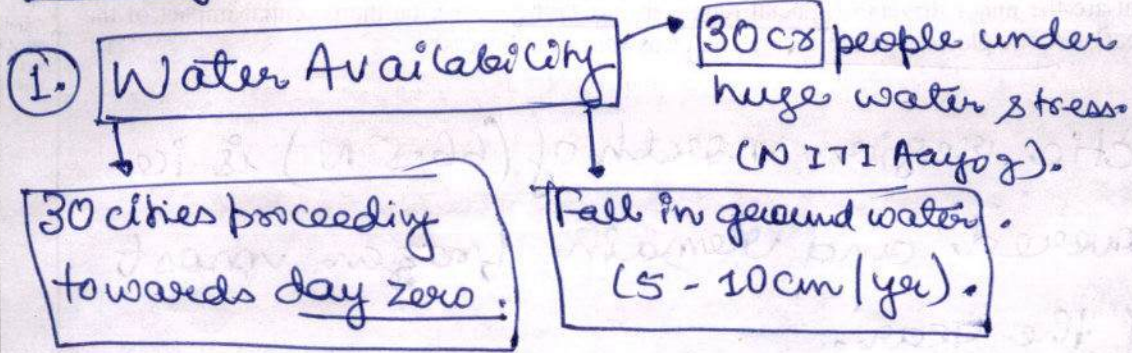 1. Water Availability
30 cr people under
huge water stress.
(NITI Aayog).
30 cities proceeding
towards day zero.
Fall in ground water.
(5 - 10cm/yr).